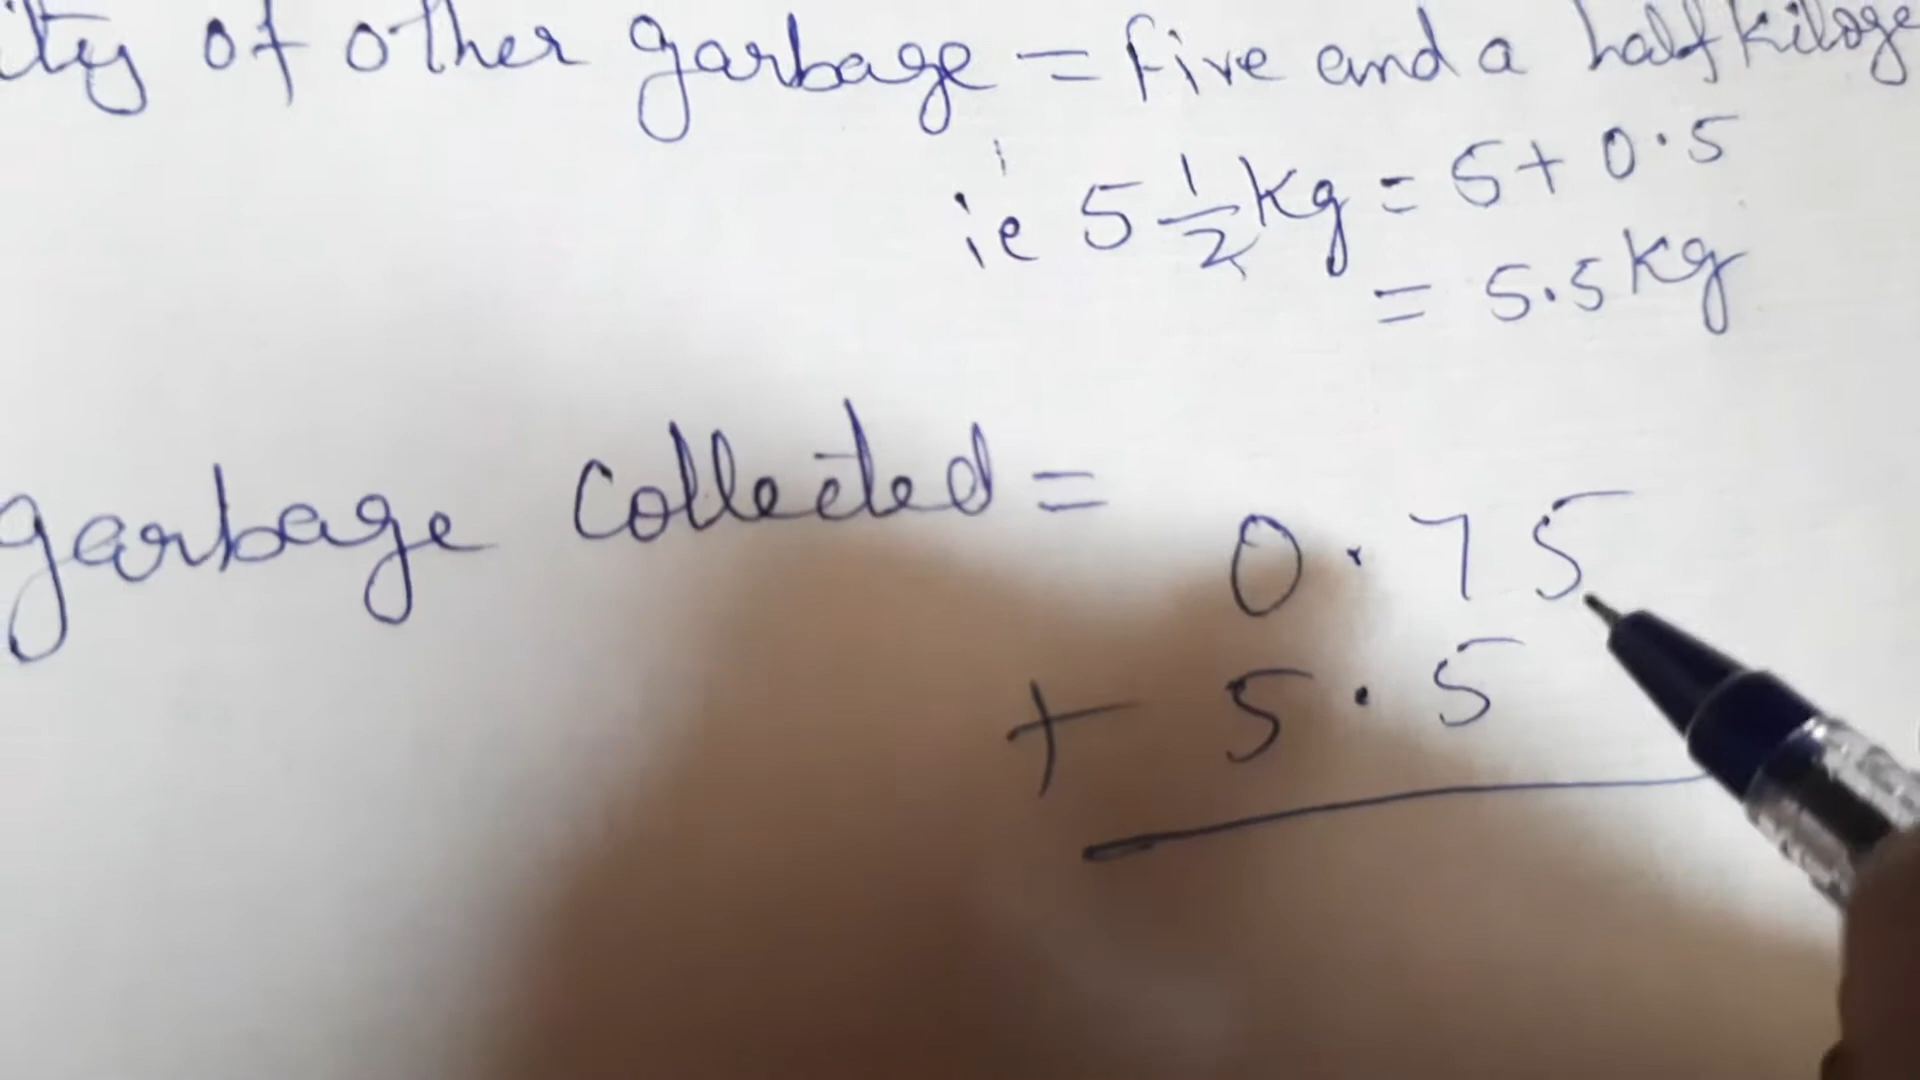 of other garbage = five and a half
ie 5 1/2 kg = 5 + 0.5
= 5.5 kg
garbage collected =
0.75
+ 5.5